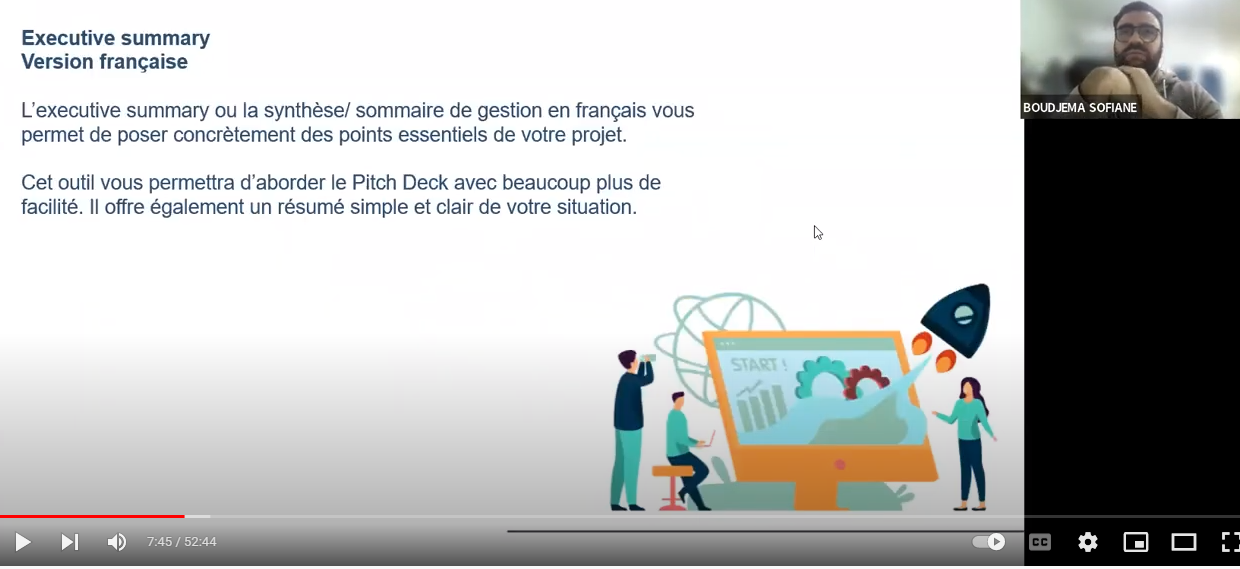 Executive summary
Version française
L’executive summary ou la synthèse/ sommaire de gestion en français vous
permet de poser concrètement des points essentiels de votre projet.
Cet outil vous permettra d’aborder le Pitch Deck avec beaucoup plus de
facilité. Il offre également un résumé simple et clair de votre situation.
BOUDJEMA SOFIANE
START !
7:45 / 52:44
CC